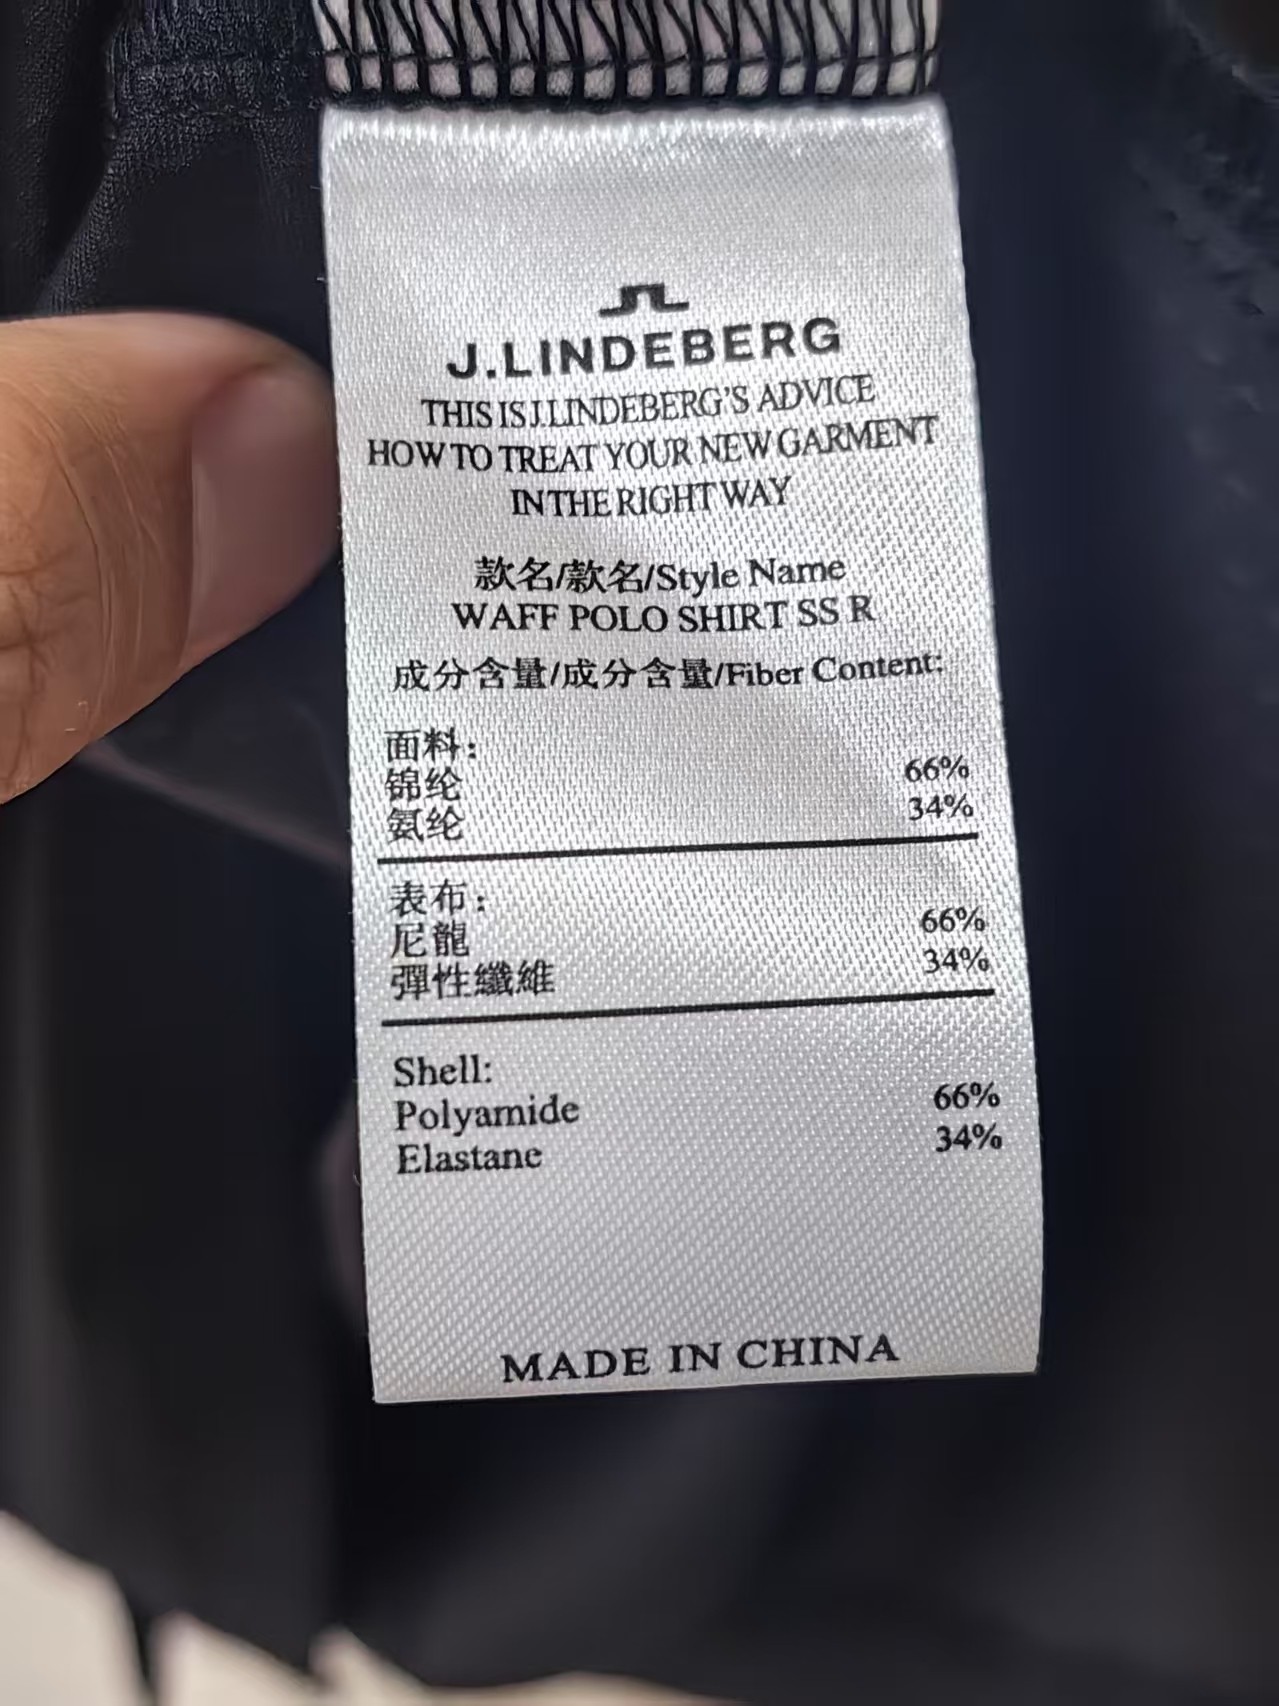 J.LINDEBERG
THIS IS J.LINDEBERG'S ADVICE
HOW TO TREAT YOUR NEW GARMENT
IN THE RIGHT WAY
款名/款名/Style Name
WAFF POLO SHIRT SS R
成分含量/成分含量/Fiber Content:
面料:
锦纶 66%
氨纶 34%
表布:
尼龍 66%
彈性纖維 34%
Shell:
Polyamide 66%
Elastane 34%
MADE IN CHINA